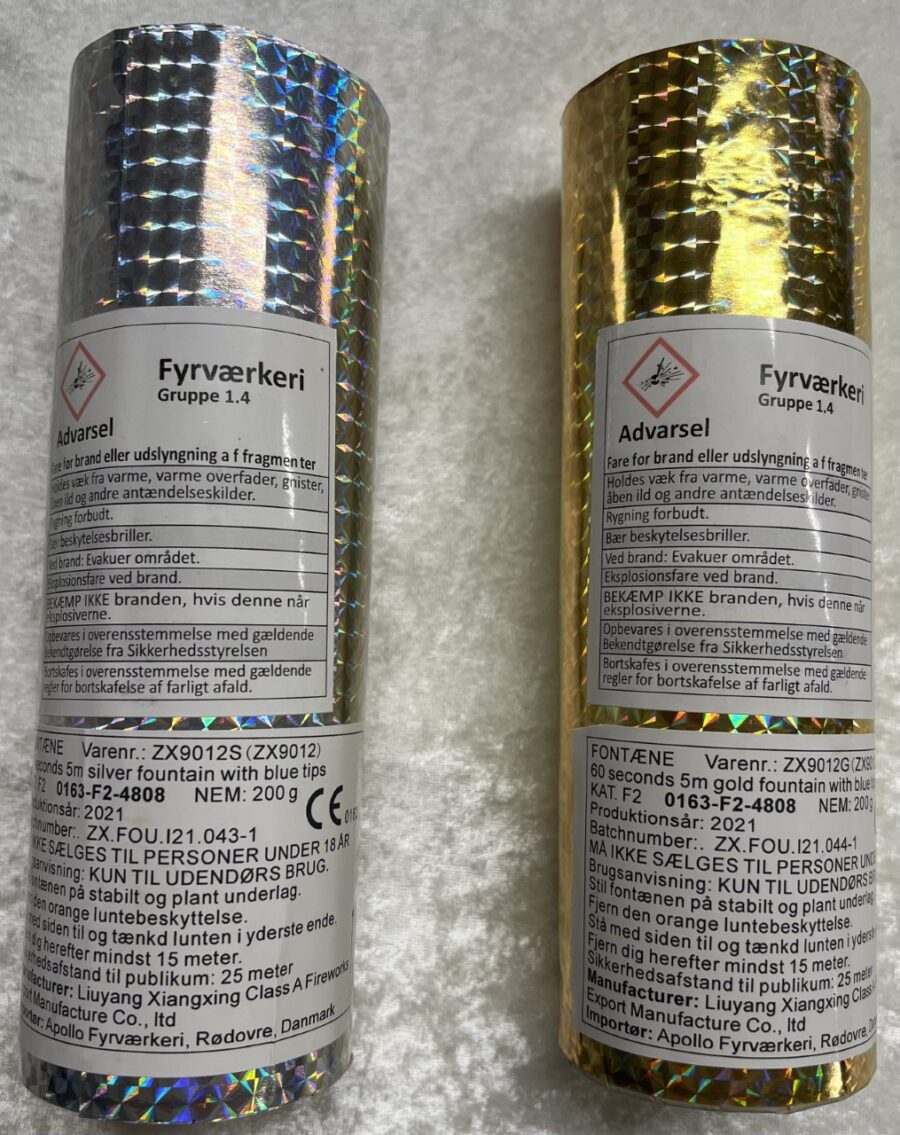 Fyrværkeri
Gruppe 1.4
Advarsel
Fare for brand eller udslyngning a f fragmen ter
Holdes væk fra varme, varme overfader, gnister,
åben ild og andre antændelseskilder.
Rygning forbudt.
Bær beskytelsesbriller.
Ved brand: Evakuer området.
Eksplosionsfare ved brand.
BEKÆMP IKKE branden, hvis denne når
eksplosiverne.
Opbevares i overensstemmelse med gældende
Bekendtgørelse fra Sikkerhedsstyrelsen
Bortskafes i overensstemmelse med gældende
regler for bortskafelse af farligt afald.
FONTÆNE Varenr.: ZX9012S (ZX9012)
seconds 5m silver fountain with blue tips
F2 0163-F2-4808 NEM: 200 g CE
duktionsår: 2021
chnumber:. ZX.FOU.I21.043-1
IKKE SÆLGES TIL PERSONER UNDER 18 ÅR
sanvisning: KUN TIL UDENDØRS BRUG.
ontænen på stabilt og plant underlag.
den orange luntebeskyttelse.
med siden til og tænkd lunten i yderste ende.
dig herefter mindst 15 meter.
hedsafstand til publikum: 25 meter
ufacturer: Liuyang Xiangxing Class A Fireworks
Manufacture Co., ltd
ortør: Apollo Fyrværkeri, Rødovre, Danmark
Fyrværkeri
Gruppe 1.4
Advarsel
Fare for brand eller udslyngning a f fragmen ter
Holdes væk fra varme, varme overfader, gnister,
åben ild og andre antændelseskilder.
Rygning forbudt.
Bær beskytelsesbriller.
Ved brand: Evakuer området.
Eksplosionsfare ved brand.
BEKÆMP IKKE branden, hvis denne når
eksplosiverne.
Opbevares i overensstemmelse med gældende
Bekendtgørelse fra Sikkerhedsstyrelsen
Bortskafes i overensstemmelse med gældende
regler for bortskafelse af farligt afald.
FONTÆNE Varenr.: ZX9012G (ZX90
60 seconds 5m gold fountain with blue
KAT. F2 0163-F2-4808 NEM: 200 g
Produktionsår: 2021
Batchnumber:. ZX.FOU.I21.044-1
MÅ IKKE SÆLGES TIL PERSONER UND
Brugsanvisning: KUN TIL UDENDØRS
Stil fontænen på stabilt og plant underlag
Fjern den orange luntebeskyttelse.
Stå med siden til og tænkd lunten i yders
Fjern dig herefter mindst 15 meter.
Sikkerhedsafstand til publikum: 25 meter
Manufacturer: Liuyang Xiangxing Class
Export Manufacture Co., ltd
Importør: Apollo Fyrværkeri, Rødovre,